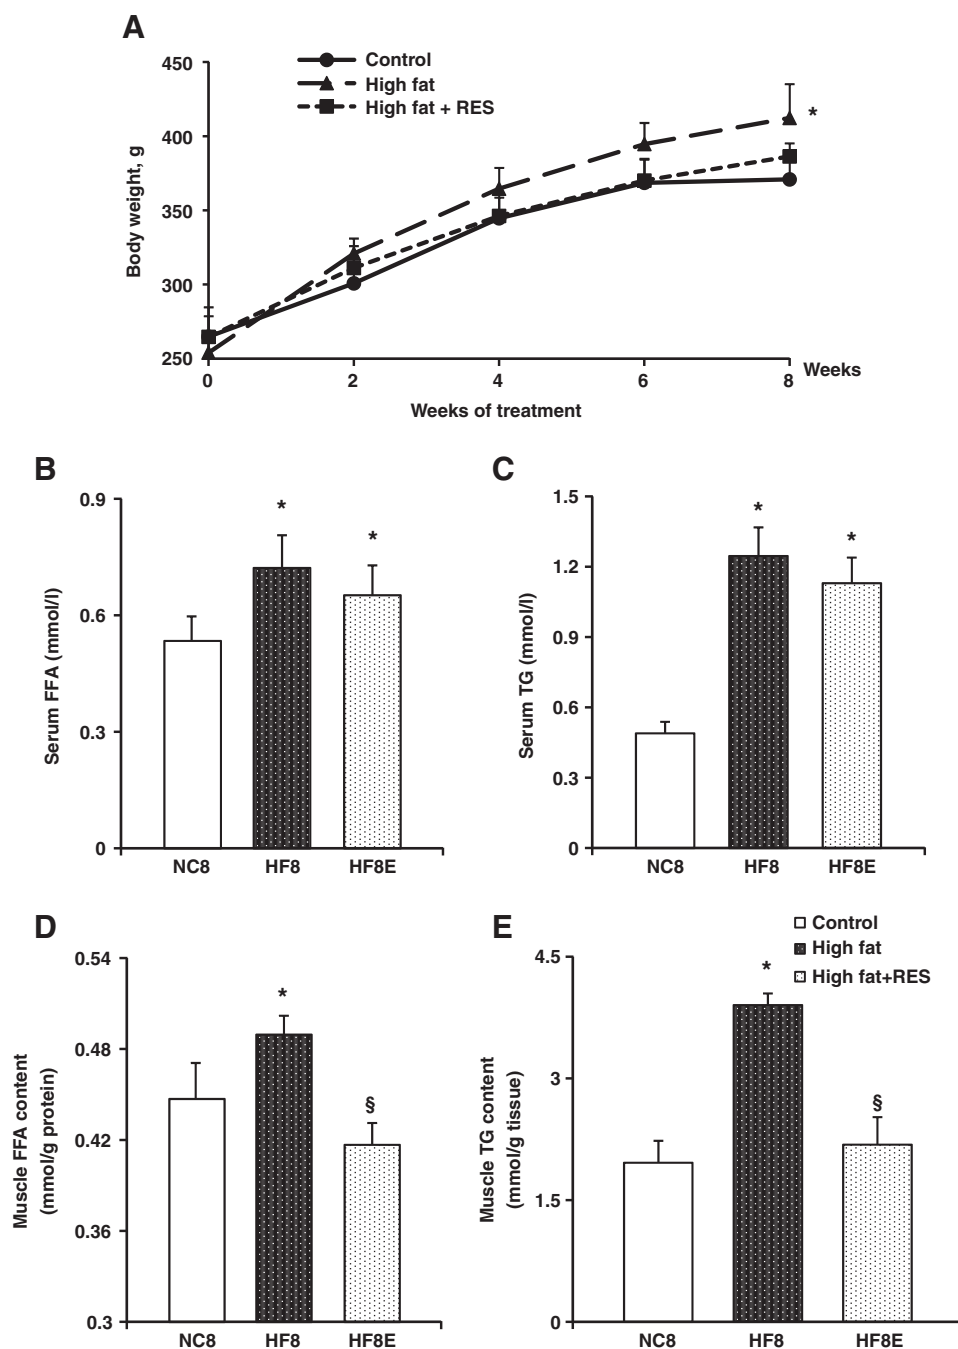 A
Control
High fat
High fat + RES
450
400
350
300
250
Body weight, g
*
0 2 4 6 8 Weeks
Weeks of treatment
B
0.9
0.6
0.3
0
Serum FFA (mmol/l)
* *
NC8 HF8 HF8E
C
1.5
1.2
0.9
0.6
0.3
0
Serum TG (mmol/l)
* *
NC8 HF8 HF8E
D
0.54
0.48
0.42
0.36
0.3
Muscle FFA content
(mmol/g protein)
* §
NC8 HF8 HF8E
E
Control
High fat
High fat+RES
4.5
3
1.5
0
Muscle TG content
(mmol/g tissue)
* §
NC8 HF8 HF8E